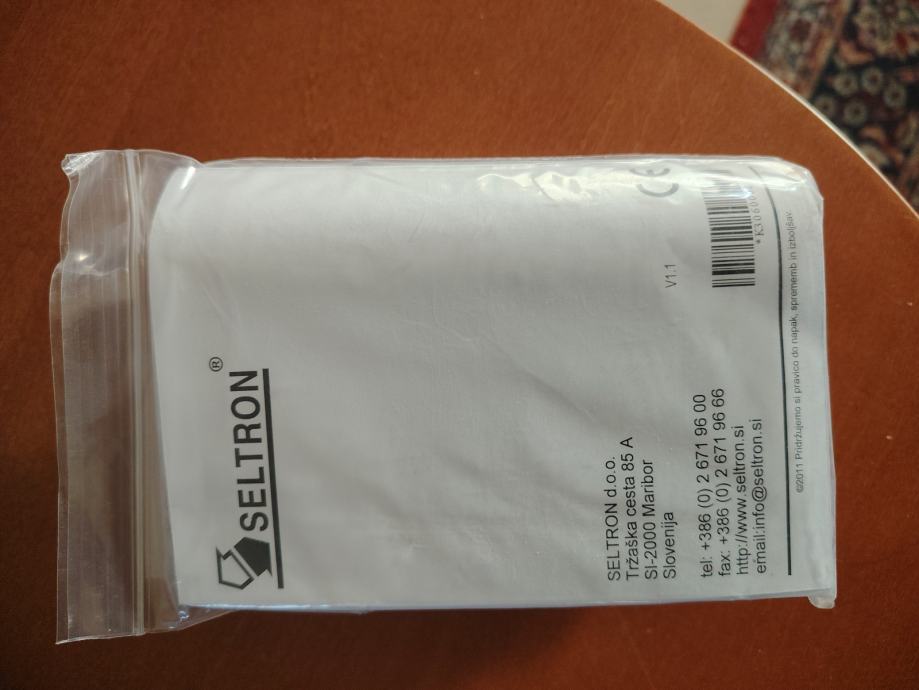 SELTRON®
SELTRON d.o.o.
Tržaška cesta 85 A
SI-2000 Maribor
Slovenija
tel: +386 (0) 2 671 96 00
fax: +386 (0) 2 671 96 66
http://www.seltron.si
email:info@seltron.si
V1.1
CE
©2011 Pridržujemo si pravico do napak, sprememb in izboljšav.